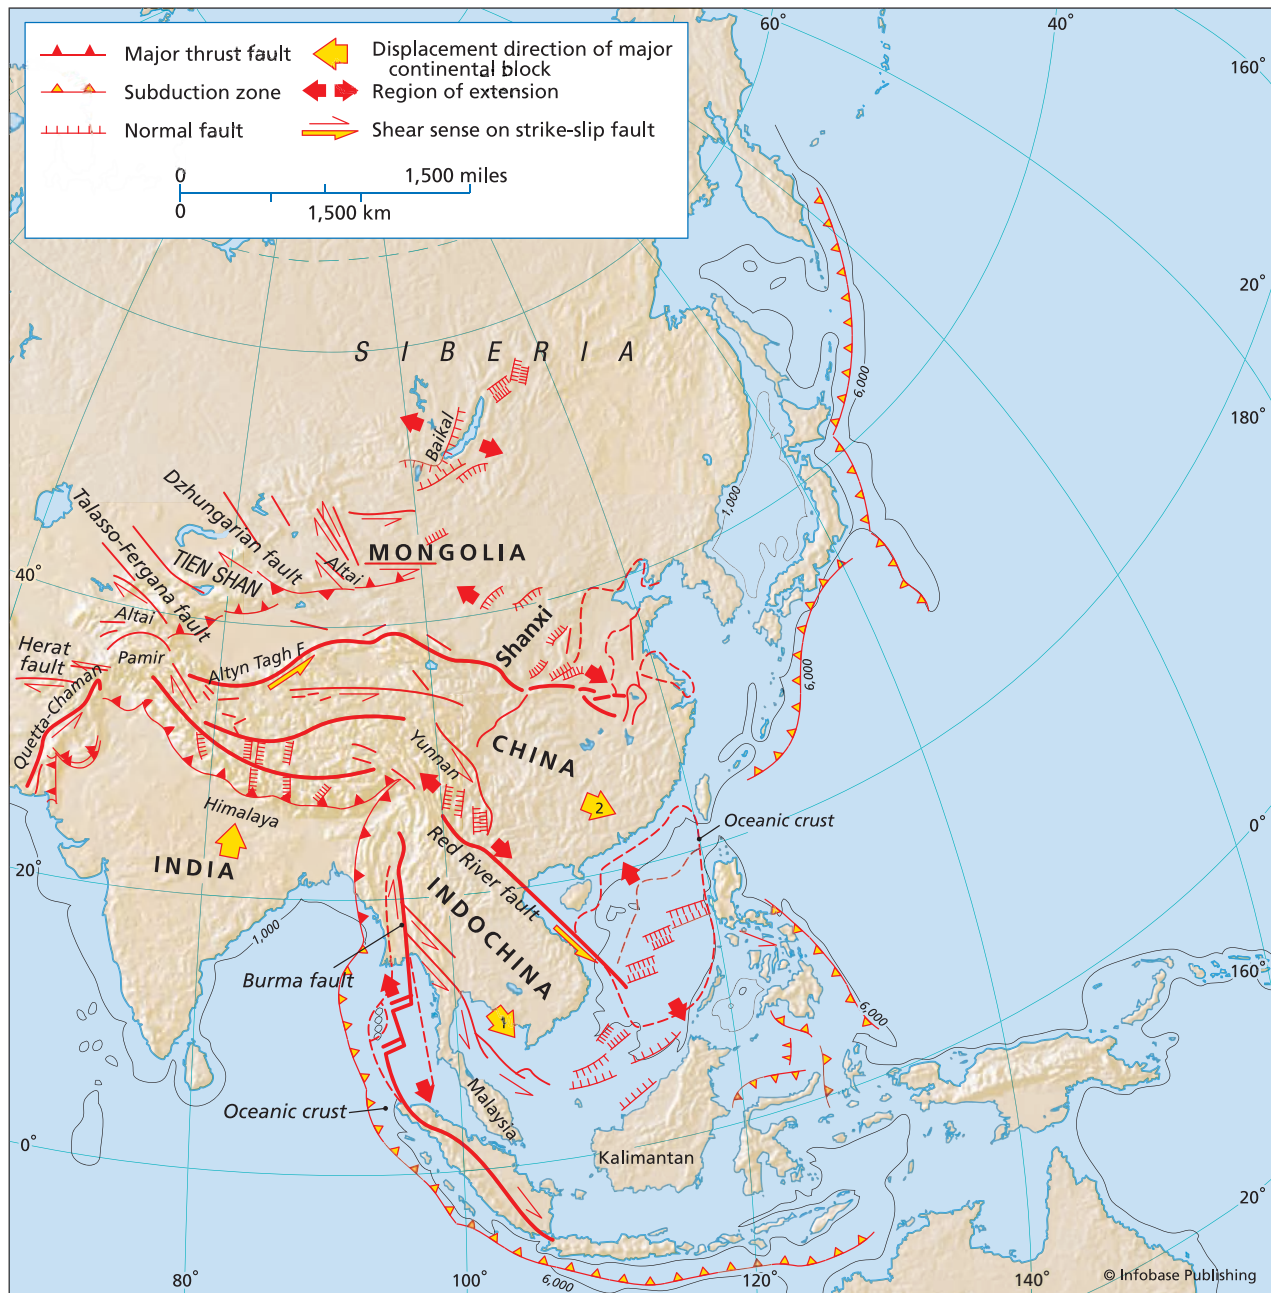 Major thrust fault
Subduction zone
Normal fault
Displacement direction of major
continental block
Region of extension
Shear sense on strike-slip fault
0 1,500 miles
0 1,500 km
60° 40°
160°
20°
180°
0°
160°
20°
SIBERIA
6,000
Baikal
1,000
Dzhungarian fault
Talasso-Fergana fault
TIEN SHAN
MONGOLIA
Altai
40°
Altai
Shanxi
Herat
fault
Pamir
Altyn Tagh F
6,000
Quetta-Chaman
Yunnan
CHINA
2
Himalaya
Oceanic crust
INDIA
Red River fault
20°
INDOCHINA
1,000
Burma fault
6,000
1
Oceanic crust
Malaysia
Kalimantan
0°
6,000
80° 100° 120° 140°
© Infobase Publishing